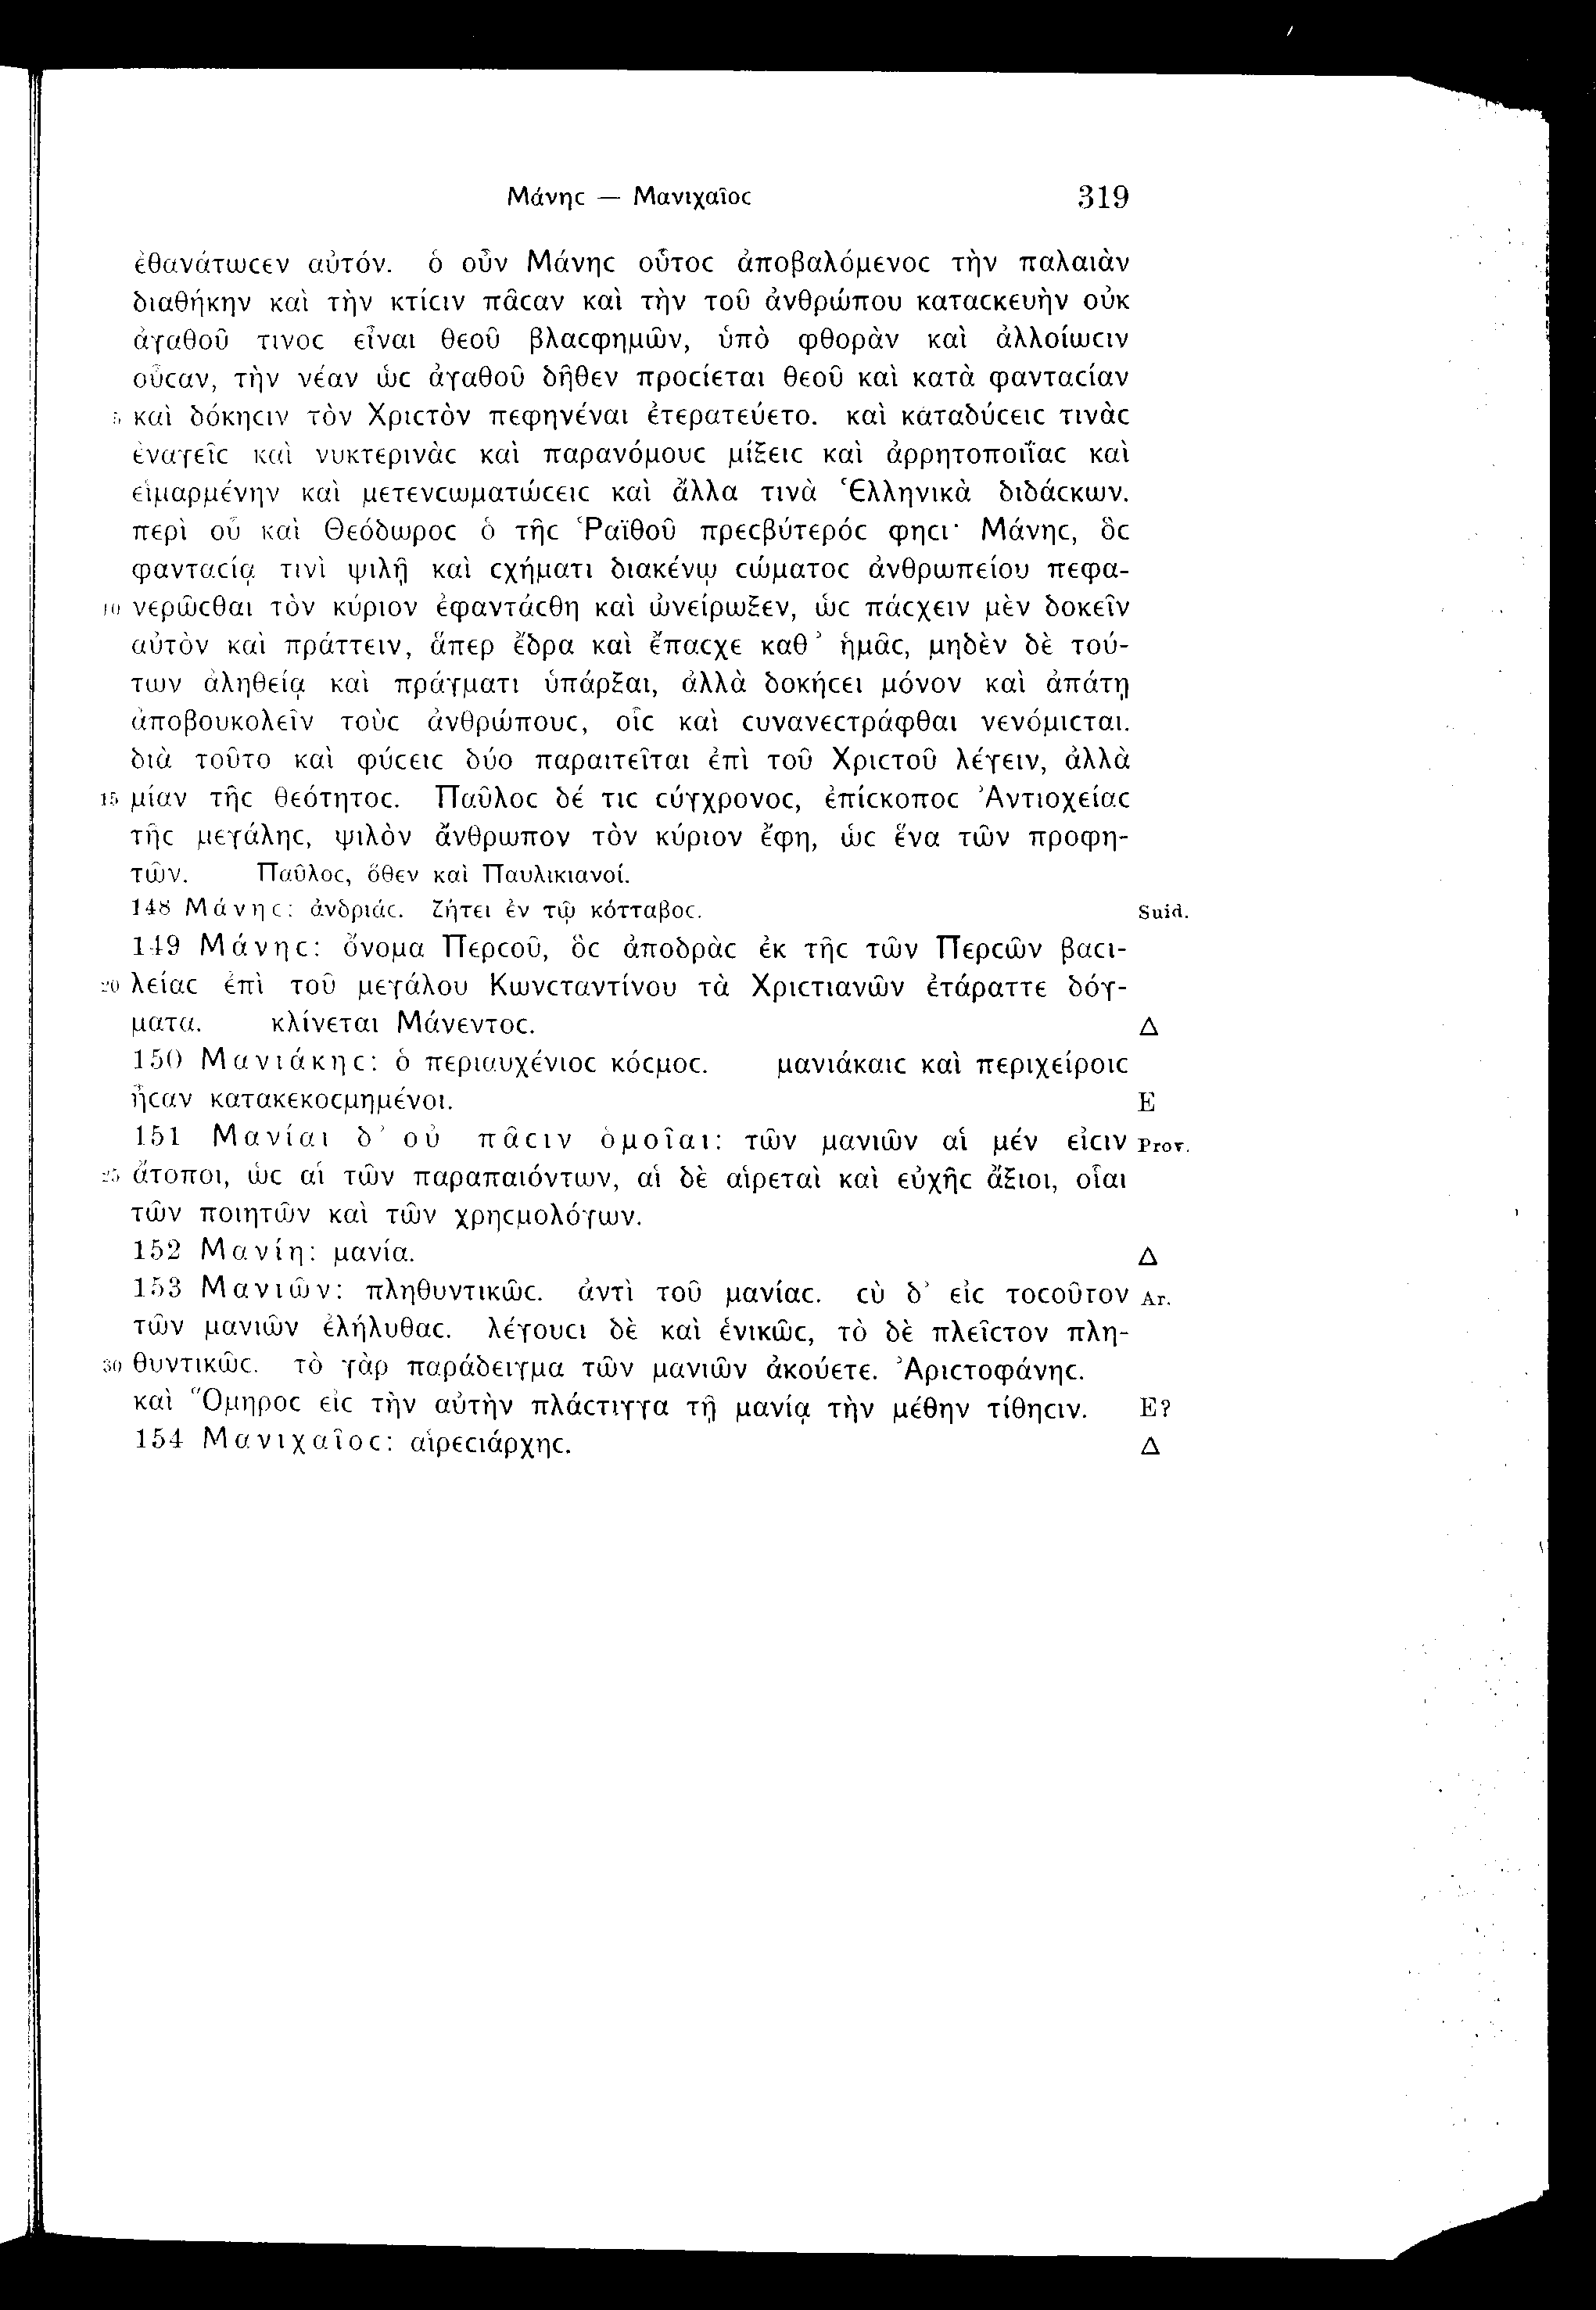 Μάνηϲ — Μανιχαῖοϲ 319
ἐθανάτωϲεν αὐτόν. ὁ οὖν Μάνηϲ οὗτοϲ ἀποβαλόμενοϲ τὴν παλαιὰν
διαθήκην καὶ τὴν κτίϲιν πᾶϲαν καὶ τὴν τοῦ ἀνθρώπου καταϲκευὴν οὐκ
ἀγαθοῦ τινοϲ εἶναι θεοῦ βλαϲφημῶν, ὑπὸ φθορὰν καὶ ἀλλοίωϲιν
οὖϲαν, τὴν νέαν ὡϲ ἀγαθοῦ δῆθεν προϲίεται θεοῦ καὶ κατὰ φανταϲίαν
5 καὶ δόκηϲιν τὸν Χριϲτὸν πεφηνέναι ἐτερατεύετο. καὶ καταδύϲειϲ τινὰϲ
ἐναγεῖϲ καὶ νυκτερινὰϲ καὶ παρανόμουϲ μίξειϲ καὶ ἀρρητοποιΐαϲ καὶ
εἱμαρμένην καὶ μετενϲωματώϲειϲ καὶ ἄλλα τινὰ Ἑλληνικὰ διδάϲκων.
περὶ οὗ καὶ Θεόδωροϲ ὁ τῆϲ Ῥαϊθοῦ πρεϲβύτερόϲ φηϲι· Μάνηϲ, ὃϲ
φανταϲίᾳ τινὶ ψιλῇ καὶ ϲχήματι διακένῳ ϲώματοϲ ἀνθρωπείου πεφα-
10 νερῶϲθαι τὸν κύριον ἐφαντάϲθη καὶ ὠνείρωξεν, ὡϲ πάϲχειν μὲν δοκεῖν
αὐτὸν καὶ πράττειν, ἅπερ ἔδρα καὶ ἔπαϲχε καθ’ ἡμᾶϲ, μηδὲν δὲ τού-
των ἀληθείᾳ καὶ πράγματι ὑπάρξαι, ἀλλὰ δοκήϲει μόνον καὶ ἀπάτῃ
ἀποβουκολεῖν τοὺϲ ἀνθρώπουϲ, οἷϲ καὶ ϲυνανεϲτράφθαι νενόμιϲται.
διὰ τοῦτο καὶ φύϲειϲ δύο παραιτεῖται ἐπὶ τοῦ Χριϲτοῦ λέγειν, ἀλλὰ
15 μίαν τῆϲ θεότητοϲ. Παῦλοϲ δέ τιϲ ϲύγχρονοϲ, ἐπίϲκοποϲ Ἀντιοχείαϲ
τῆϲ μεγάληϲ, ψιλὸν ἄνθρωπον τὸν κύριον ἔφη, ὡϲ ἕνα τῶν προφη-
τῶν. Παῦλοϲ, ὅθεν καὶ Παυλικιανοί.
148 Μάνηϲ: ἀνδριάϲ. ζήτει ἐν τῷ κότταβοϲ. Suid.
149 Μάνηϲ: ὄνομα Περϲοῦ, ὃϲ ἀποδρὰϲ ἐκ τῆϲ τῶν Περϲῶν βαϲι-
20 λείαϲ ἐπὶ τοῦ μεγάλου Κωνϲταντίνου τὰ Χριϲτιανῶν ἐτάραττε δόγ-
ματα. κλίνεται Μάνεντοϲ. Δ
150 Μανιάκηϲ: ὁ περιαυχένιοϲ κόϲμοϲ. μανιάκαιϲ καὶ περιχείροιϲ
ἦϲαν κατακεκοϲμημένοι. E
151 Μανίαι δ’ οὐ πᾶϲιν ὁμοῖαι: τῶν μανιῶν αἱ μέν εἰϲιν Prov.
25 ἄτοποι, ὡϲ αἱ τῶν παραπαιόντων, αἱ δὲ αἱρεταὶ καὶ εὐχῆϲ ἄξιοι, οἷαι
τῶν ποιητῶν καὶ τῶν χρηϲμολόγων.
152 Μανίη: μανία. Δ
153 Μανιῶν: πληθυντικῶϲ. ἀντὶ τοῦ μανίαϲ. ϲὺ δ’ εἰϲ τοϲοῦτον Ar.
τῶν μανιῶν ἐλήλυθαϲ. λέγουϲι δὲ καὶ ἑνικῶϲ, τὸ δὲ πλεῖϲτον πλη-
30 θυντικῶϲ. τὸ γὰρ παράδειγμα τῶν μανιῶν ἀκούετε. Ἀριϲτοφάνηϲ.
καὶ Ὅμηροϲ εἰϲ τὴν αὐτὴν πλάϲτιγγα τῇ μανίᾳ τὴν μέθην τίθηϲιν. E?
154 Μανιχαῖοϲ: αἱρεϲιάρχηϲ. Δ